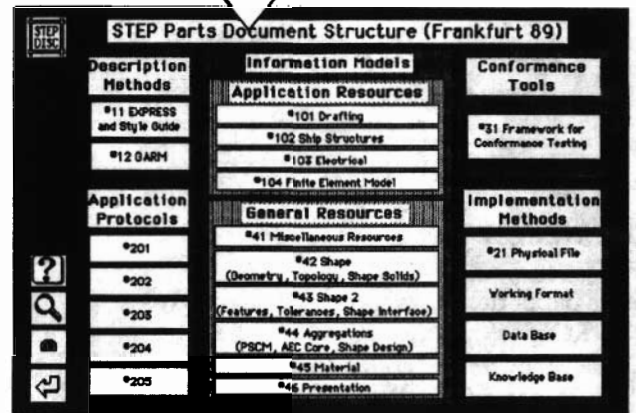 STEP
DISC
STEP Parts Document Structure (Frankfurt 89)
Description
Methods
#11 EXPRESS
and Style Guide
#12 GARM
Application
Protocols
#201
#202
#203
#204
#205
Information Models
Application Resources
#101 Drafting
#102 Ship Structures
#103 Electrical
#104 Finite Element Model
General Resources
#41 Miscellaneous Resources
#42 Shape
(Geometry, Topology, Shape Solids)
#43 Shape 2
(Features, Tolerances, Shape Interface)
#44 Aggregations
(PSCM, AEC Core, Shape Design)
#45 Material
#46 Presentation
Conformance
Tools
#31 Framework for
Conformance Testing
Implementation
Methods
#21 Physical File
Working Format
Data Base
Knowledge Base
?